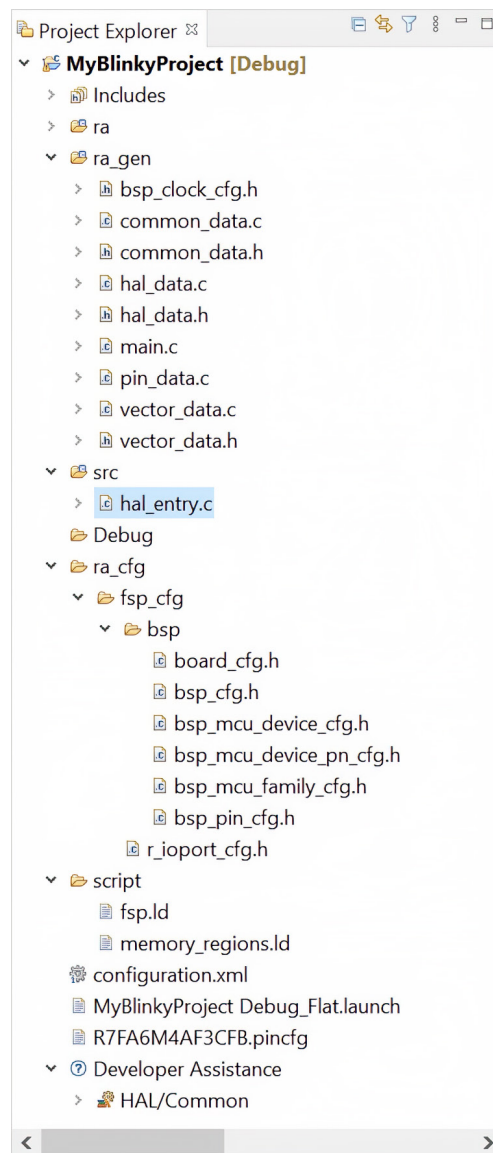 Project Explorer
MyBlinkyProject [Debug]
Includes
ra
ra_gen
bsp_clock_cfg.h
common_data.c
common_data.h
hal_data.c
hal_data.h
main.c
pin_data.c
vector_data.c
vector_data.h
src
hal_entry.c
Debug
ra_cfg
fsp_cfg
bsp
board_cfg.h
bsp_cfg.h
bsp_mcu_device_cfg.h
bsp_mcu_device_pn_cfg.h
bsp_mcu_family_cfg.h
bsp_pin_cfg.h
r_ioport_cfg.h
script
fsp.ld
memory_regions.ld
configuration.xml
MyBlinkyProject Debug_Flat.launch
R7FA6M4AF3CFB.pincfg
Developer Assistance
HAL/Common